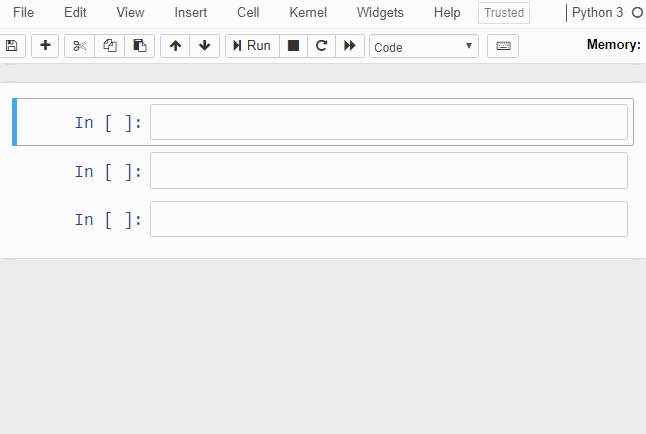 File Edit View Insert Cell Kernel Widgets Help Trusted Python 3
Run Code Memory:
In [ ]:
In [ ]:
In [ ]: